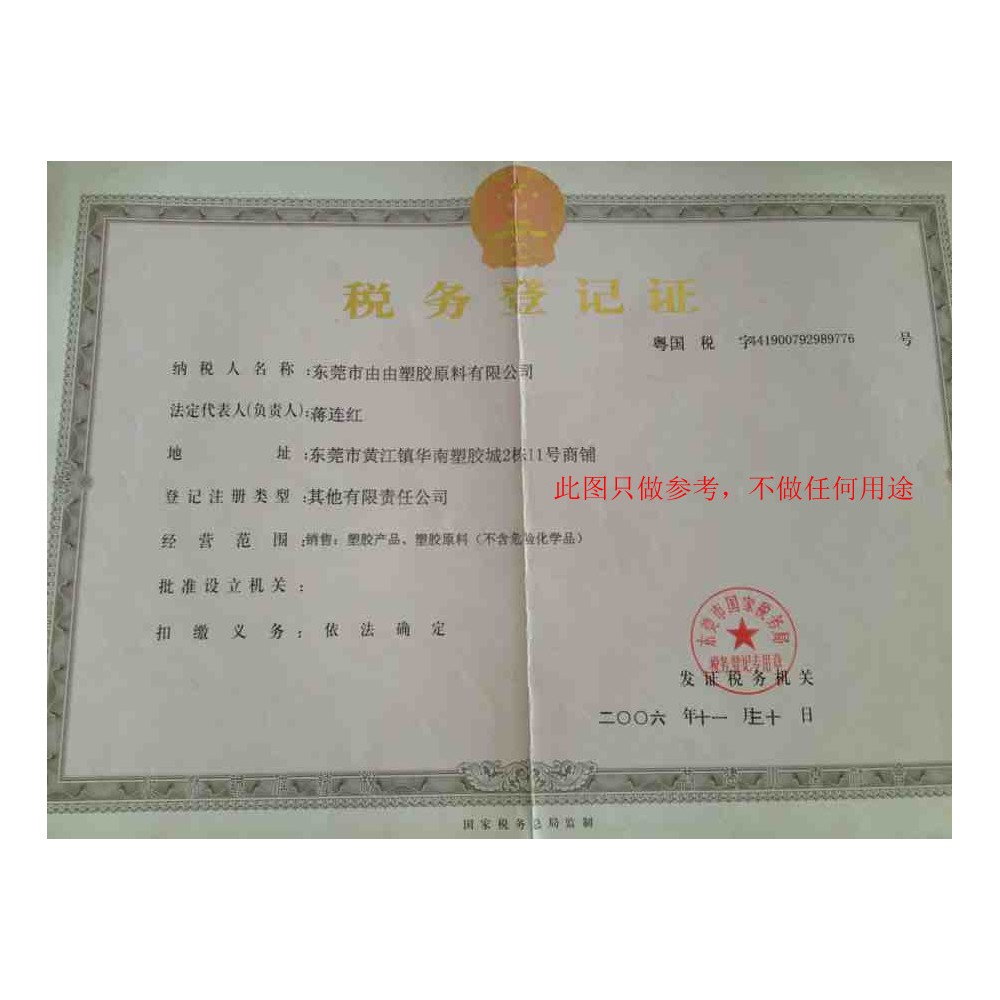 税务登记证
粤国 税 字441900792989776 号
纳税人名称:东莞市由由塑胶原料有限公司
法定代表人(负责人):蒋连红
地 址:东莞市黄江镇华南塑胶城2栋11号商铺
登记注册类型:其他有限责任公司
此图只做参考，不做任何用途
经营范围:销售：塑胶产品、塑胶原料（不含危险化学品）
批准设立机关：
扣缴义务：依法确定
东莞市国家税务局
税务登记专用章
发证税务机关
二〇〇六 年十一 月三十 日
国家税务总局监制